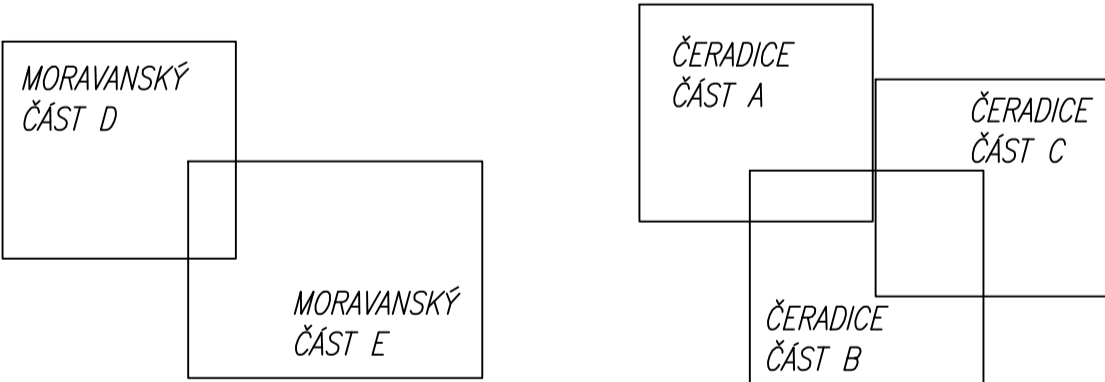 MORAVANSKÝ
ČÁST D
MORAVANSKÝ
ČÁST E
ČERADICE
ČÁST A
ČERADICE
ČÁST C
ČERADICE
ČÁST B